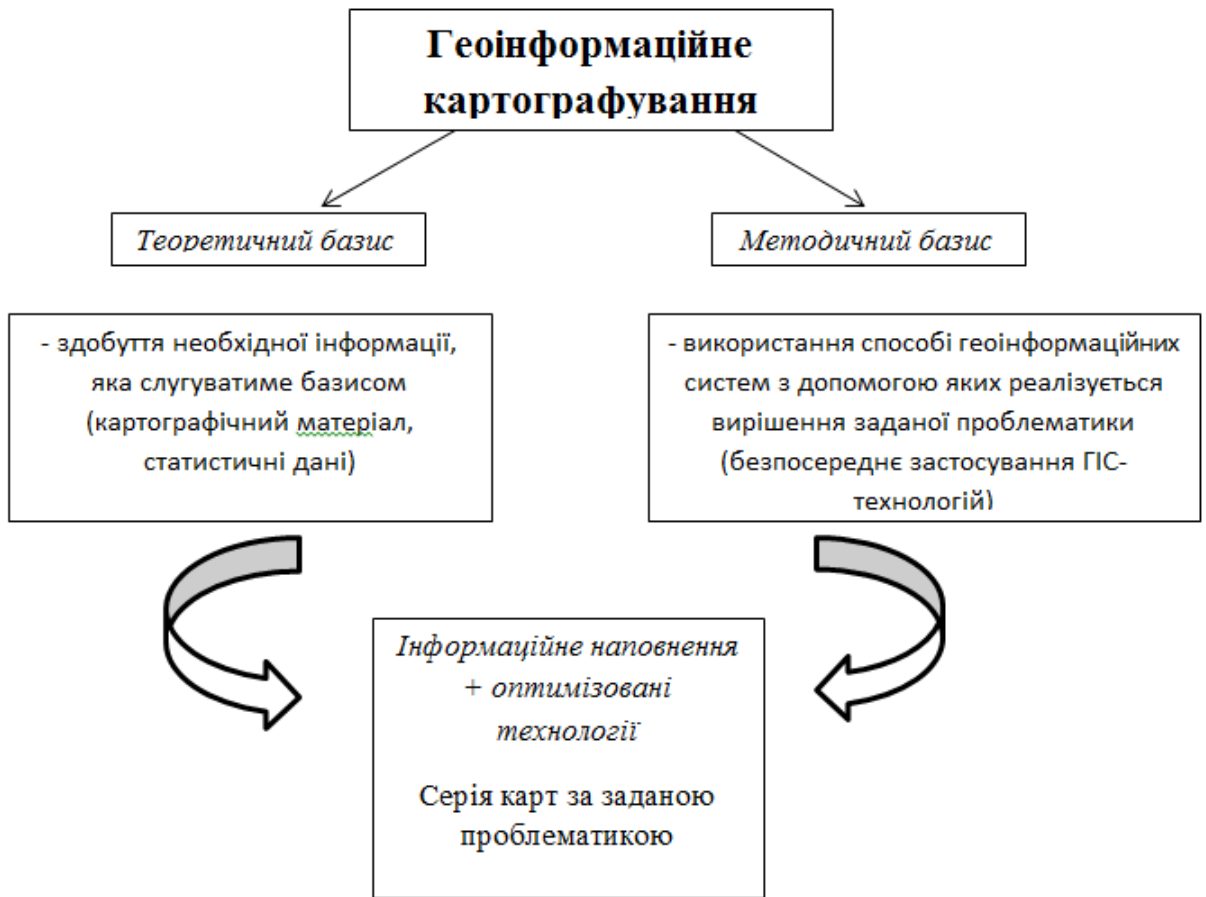 Геоінформаційне
картографування
Теоретичний базис
Методичний базис
- здобуття необхідної інформації,
яка слугуватиме базисом
(картографічний матеріал,
статистичні дані)
- використання способі геоінформаційних
систем з допомогою яких реалізується
вирішення заданої проблематики
(безпосереднє застосування ГІС-
технологій)
Інформаційне наповнення
+ оптимізовані
технології
Серія карт за заданою
проблематикою